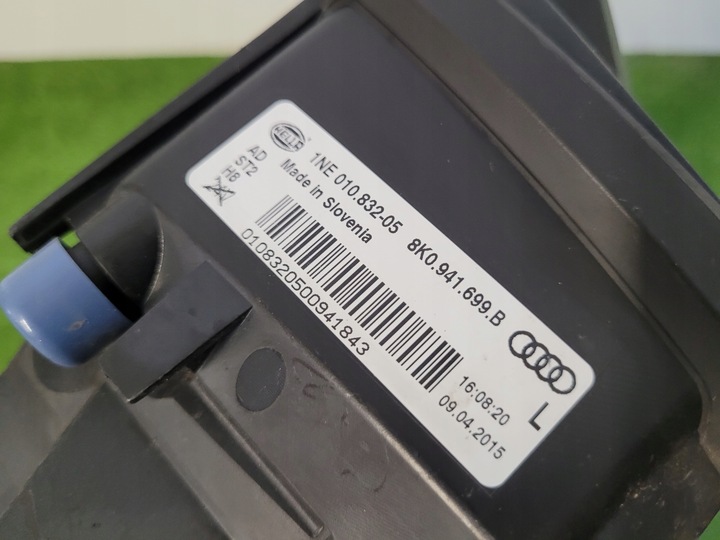 HELLA
1NE 010.832-05 8K0.941.699.B
Made in Slovenia
AD
ST2
H6
0108320500941843
16:08:20
09.04.2015
L